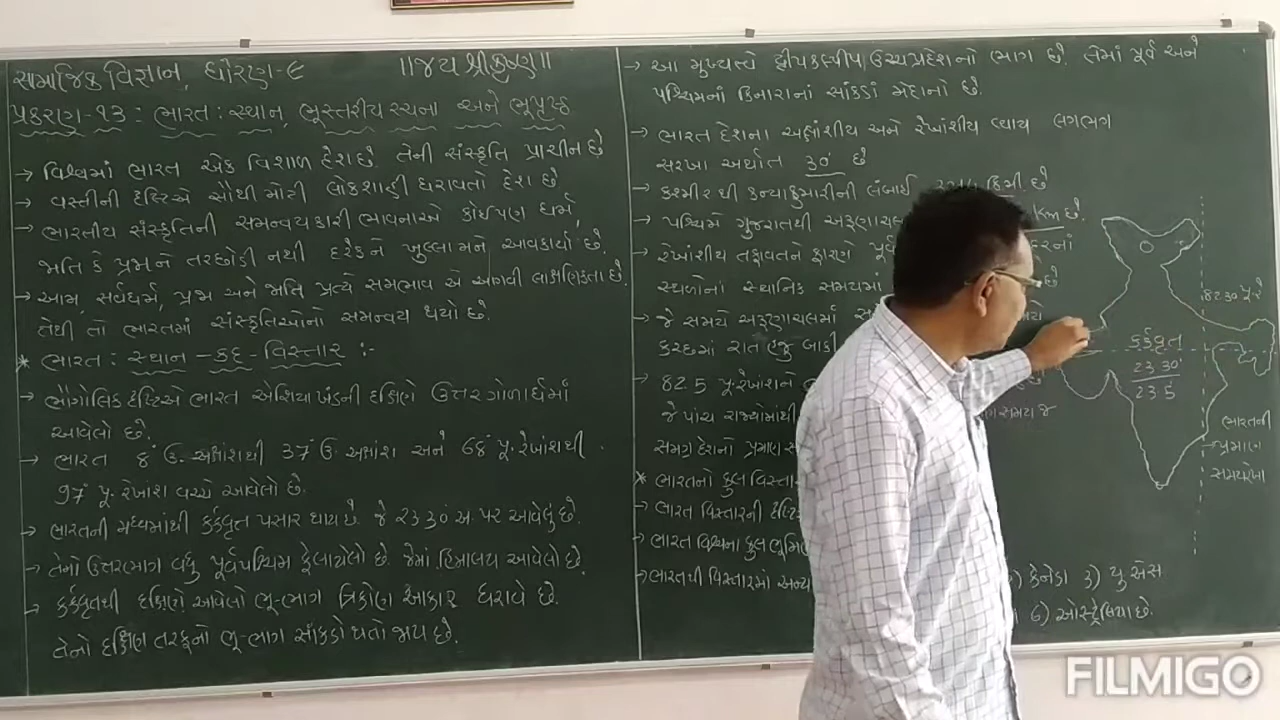 સામાજિક વિજ્ઞાન, ધોરણ-૯
॥જય શ્રીકૃષ્ણ॥
પ્રકરણ-૧૩ : ભારત : સ્થાન, ભૂસ્તરીય રચના અને ભૂપૃષ્ઠ
→ વિશ્વમાં ભારત એક વિશાળ દેશ છે. તેની સંસ્કૃતિ પ્રાચીન છે
→ વસ્તીની દૃષ્ટિએ સૌથી મોટી લોકશાહી ધરાવતો દેશ છે
→ ભારતીય સંસ્કૃતિની સમન્વયકારી ભાવનાએ કોઈપણ ધર્મ,
જાતિ કે પ્રજાને તરછોડી નથી દરેકને ખુલ્લા મને આવકાર્યા છે.
→ આમ, સર્વધર્મ, પ્રજા અને જાતિ પ્રત્યે સમભાવ એ આગવી લાક્ષણિકતા છે
તેથી તો ભારતમાં સંસ્કૃતિઓનો સમન્વય થયો છે.
* ભારત : સ્થાન - કદ - વિસ્તાર :-
→ ભૌગોલિક દૃષ્ટિએ ભારત એશિયાખંડની દક્ષિણે ઉત્તરગોળાર્ધમાં
આવેલો છે.
→ ભારત 8° ઉ. અક્ષાંશથી 37° ઉ. અક્ષાંશ અને 68° પૂ. રેખાંશથી
97° પૂ. રેખાંશ વચ્ચે આવેલો છે.
→ ભારતની મધ્યમાંથી કર્કવૃત્ત પસાર થાય છે. જે 23 30' અ. પર આવેલું છે.
→ તેનો ઉત્તરભાગ વધુ પૂર્વપશ્ચિમ ફેલાયેલો છે. જેમાં હિમાલય આવેલો છે.
→ કર્કવૃતથી દક્ષિણે આવેલો ભૂ-ભાગ ત્રિકોણ આકાર ધરાવે છે.
તેનો દક્ષિણ તરફનો ભૂ-ભાગ સાંકડો થતો જાય છે.
→ આ મુખ્યત્વે દ્વીપકલ્પીય ઉચ્ચપ્રદેશનો ભાગ છે. તેમાં પૂર્વ અને
પશ્ચિમનાં કિનારાનાં સાંકડાં મેદાનો છે.
→ ભારત દેશના અક્ષાંશીય અને રેખાંશીય વ્યાય લગભગ
સરખા અર્થાત 30° છે
→ કશ્મીરથી કન્યાકુમારીની લંબાઈ કિમી. છે
→ પશ્ચિમે ગુજરાતથી અરૂણાચલ Km છે.
→ રેખાંશીય તફાવતને કારણે પૂર્વ
સ્થળોનાં સ્થાનિક સમયમાં
→ જે સમયે અરૂણાચલમાં
કચ્છમાં રાત હજુ બાકી
→ 82.5 પૂ. રેખાંશને
જે પાંચ રાજ્યોમાંથી સમય જ
સમગ્ર દેશનો પ્રમાણ
* ભારતનો કુલ વિસ્તાર
→ ભારત વિસ્તારની
→ ભારત વિશ્વના કુલ
→ ભારતથી વિસ્તારમાં અન્ય કેનેડા 3) યુ એસ
6) ઓસ્ટ્રેલિયા છે.
82 30 પૂ. રે
કર્કવૃત
23 30'
23.5
ભારતની
પ્રમાણ
સમયરેખા
FILMIGO